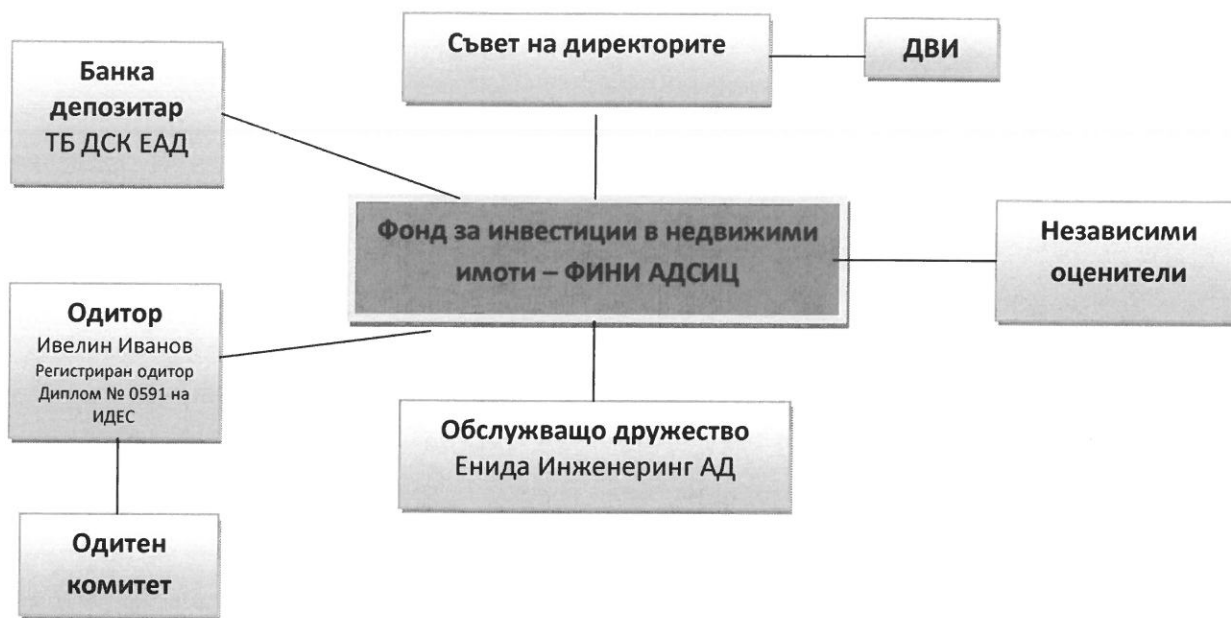 Съвет на директорите
ДВИ
Банка
депозитар
ТБ ДСК ЕАД
Фонд за инвестиции в недвижими
имоти – ФИНИ АДСИЦ
Независими
оценители
Одитор
Ивелин Иванов
Регистриран одитор
Диплом № 0591 на
ИДЕС
Обслужващо дружество
Енида Инженеринг АД
Одитен
комитет